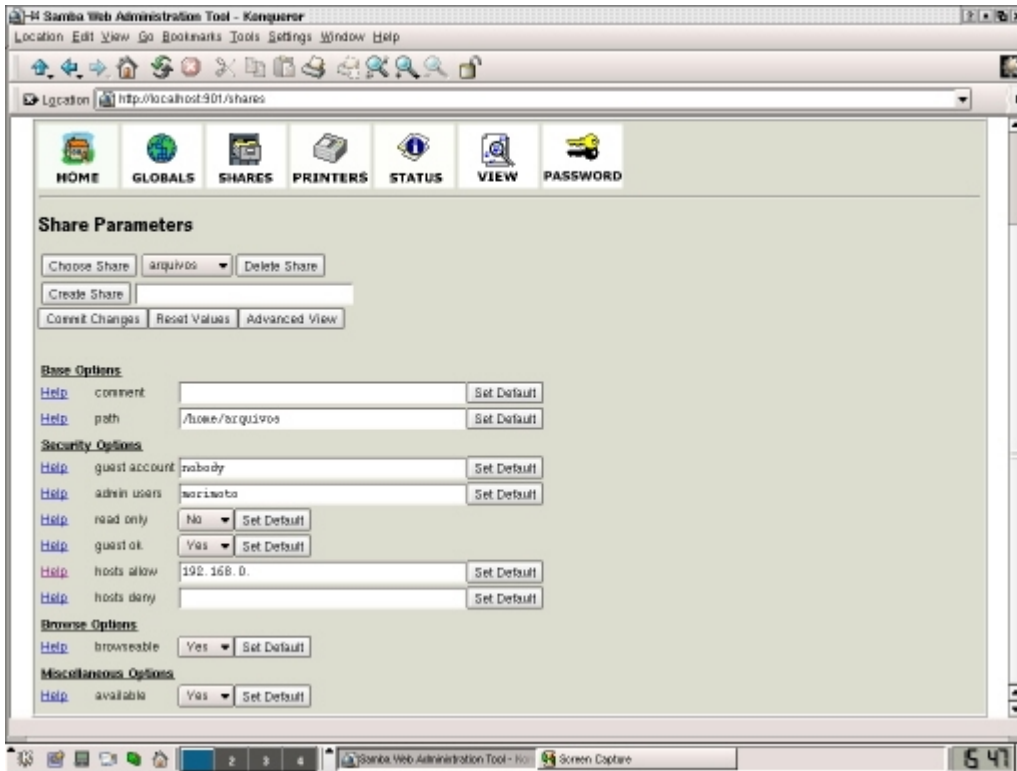 Samba Web Administration Tool - Konqueror
Location Edit View Go Bookmarks Tools Settings Window Help
Location http://localhost:901/shares
HOME GLOBALS SHARES PRINTERS STATUS VIEW PASSWORD
Share Parameters
Choose Share arquivos Delete Share
Create Share
Commit Changes Reset Values Advanced View
Base Options
Help comment Set Default
Help path /home/arquivos Set Default
Security Options
Help guest account nobody Set Default
Help admin users morimoto Set Default
Help read only No Set Default
Help guest ok Yes Set Default
Help hosts allow 192.168.0. Set Default
Help hosts deny Set Default
Browse Options
Help browseable Yes Set Default
Miscellaneous Options
Help available Yes Set Default
2 3 4 Samba Web Administration Tool - Ko Screen Capture 15 47